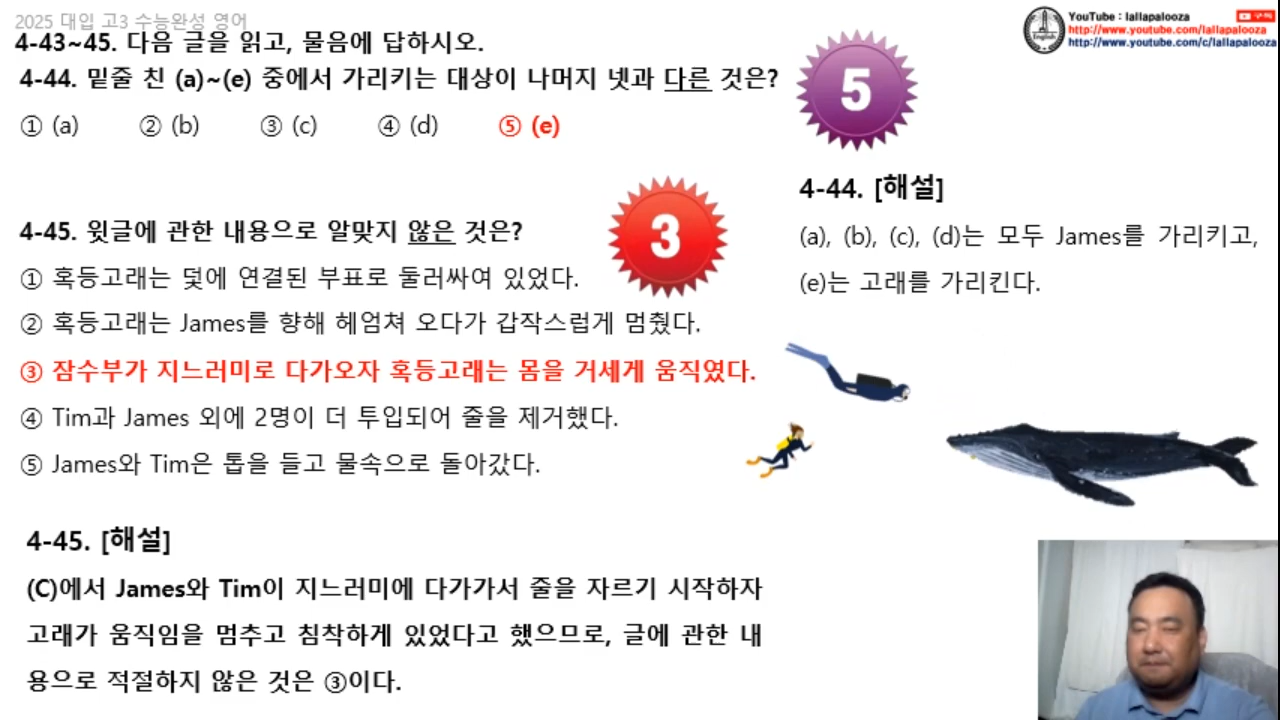 2025 대입 고3 수능완성 영어
4-43~45. 다음 글을 읽고, 물음에 답하시오.
4-44. 밑줄 친 (a)~(e) 중에서 가리키는 대상이 나머지 넷과 다른 것은?
① (a) ② (b) ③ (c) ④ (d) ⑤ (e)
5
YouTube : lallapalooza
http://www.youtube.com/lallapalooza
http://www.youtube.com/c/lallapalooza
4-44. [해설]
(a), (b), (c), (d)는 모두 James를 가리키고,
(e)는 고래를 가리킨다.
4-45. 윗글에 관한 내용으로 알맞지 않은 것은?
3
① 혹등고래는 덫에 연결된 부표로 둘러싸여 있었다.
② 혹등고래는 James를 향해 헤엄쳐 오다가 갑작스럽게 멈췄다.
③ 잠수부가 지느러미로 다가오자 혹등고래는 몸을 거세게 움직였다.
④ Tim과 James 외에 2명이 더 투입되어 줄을 제거했다.
⑤ James와 Tim은 톱을 들고 물속으로 돌아갔다.
4-45. [해설]
(C)에서 James와 Tim이 지느러미에 다가가서 줄을 자르기 시작하자
고래가 움직임을 멈추고 침착하게 있었다고 했으므로, 글에 관한 내
용으로 적절하지 않은 것은 ③이다.